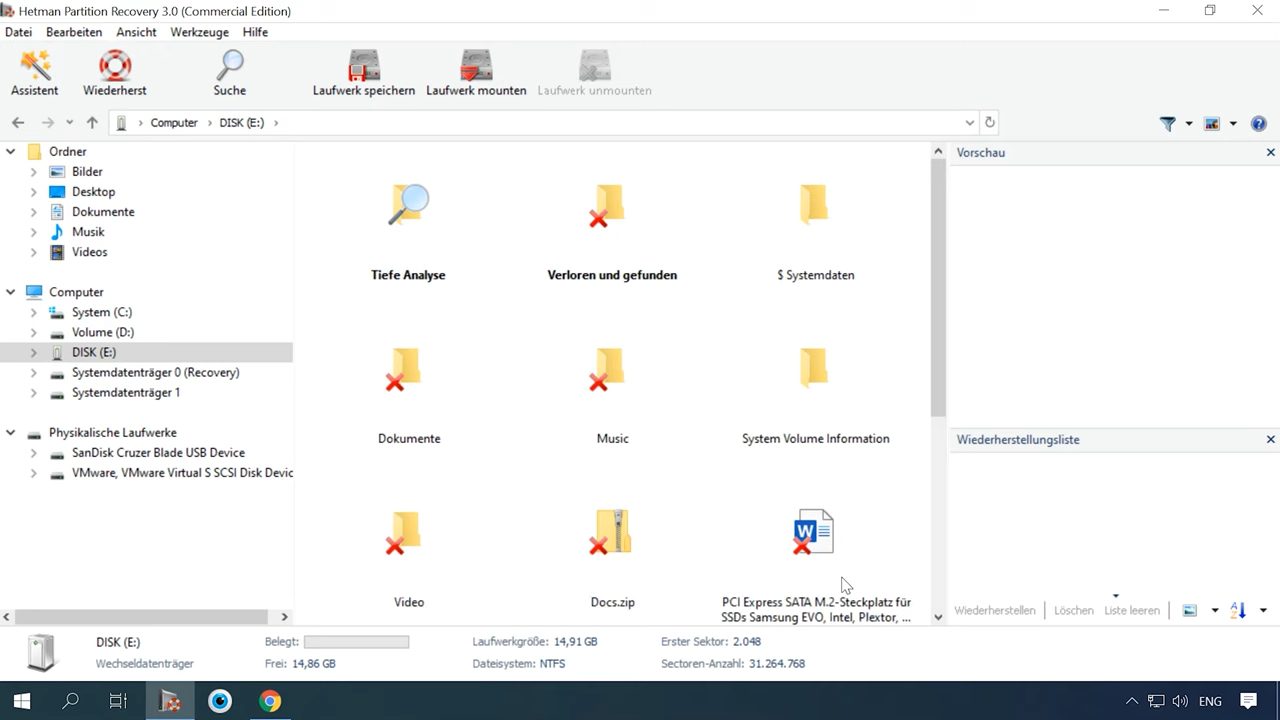 Hetman Partition Recovery 3.0 (Commercial Edition)
Datei Bearbeiten Ansicht Werkzeuge Hilfe
Assistent Wiederherst Suche Laufwerk speichern Laufwerk mounten Laufwerk unmounten
Computer DISK (E:)
Ordner
Bilder
Desktop
Dokumente
Musik
Videos
Computer
System (C:)
Volume (D:)
DISK (E:)
Systemdatenträger 0 (Recovery)
Systemdatenträger 1
Physikalische Laufwerke
SanDisk Cruzer Blade USB Device
VMware, VMware Virtual S SCSI Disk Devic
Tiefe Analyse Verloren und gefunden $ Systemdaten
Dokumente Music System Volume Information
Video Docs.zip PCI Express SATA M.2-Steckplatz für
SSDs Samsung EVO, Intel, Plextor, ...
Vorschau
Wiederherstellungsliste
Wiederherstellen Löschen Liste leeren
DISK (E:) Belegt: Laufwerkgröße: 14,91 GB Erster Sektor: 2.048
Wechseldatenträger Frei: 14,86 GB Dateisystem: NTFS Sectoren-Anzahl: 31.264.768
ENG